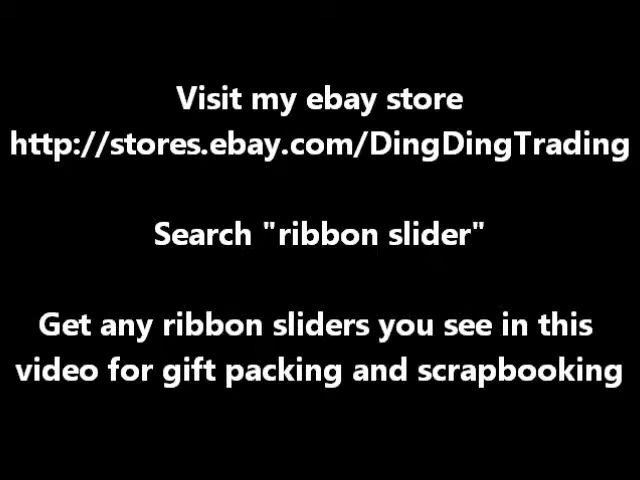 Visit my ebay store
http://stores.ebay.com/DingDingTrading
Search "ribbon slider"
Get any ribbon sliders you see in this
video for gift packing and scrapbooking